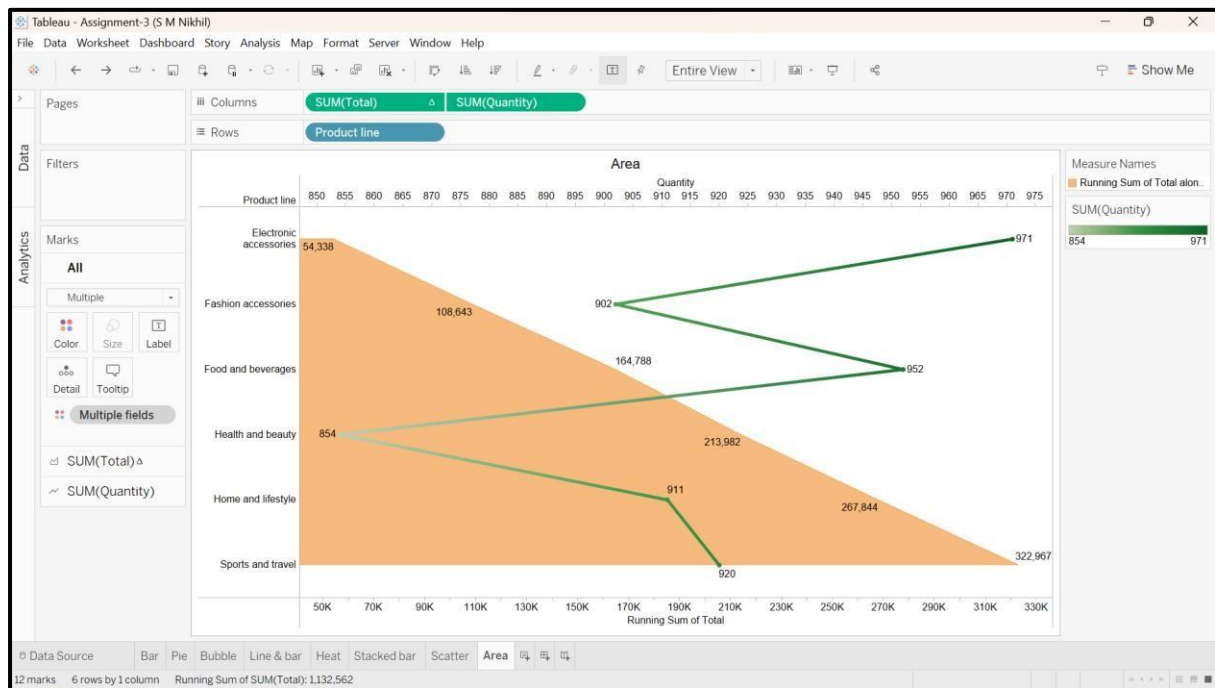 Tableau - Assignment-3 (S M Nikhil)
File Data Worksheet Dashboard Story Analysis Map Format Server Window Help
Entire View
Show Me
Pages
Columns
SUM(Total) Δ
SUM(Quantity)
Rows
Product line
Data
Analytics
Filters
Marks
All
Multiple
Color Size Label
Detail Tooltip
Multiple fields
SUM(Total) Δ
SUM(Quantity)
Area
Quantity
Product line 850 855 860 865 870 875 880 885 890 895 900 905 910 915 920 925 930 935 940 945 950 955 960 965 970 975
Electronic
accessories
54,338
971
Fashion accessories
108,643
902
Food and beverages
164,788
952
Health and beauty
854
213,982
Home and lifestyle
911
267,844
Sports and travel
920
322,967
50K 70K 90K 110K 130K 150K 170K 190K 210K 230K 250K 270K 290K 310K 330K
Running Sum of Total
Measure Names
Running Sum of Total alon..
SUM(Quantity)
854 971
Data Source Bar Pie Bubble Line & bar Heat Stacked bar Scatter Area
12 marks 6 rows by 1 column Running Sum of SUM(Total): 1,132,562